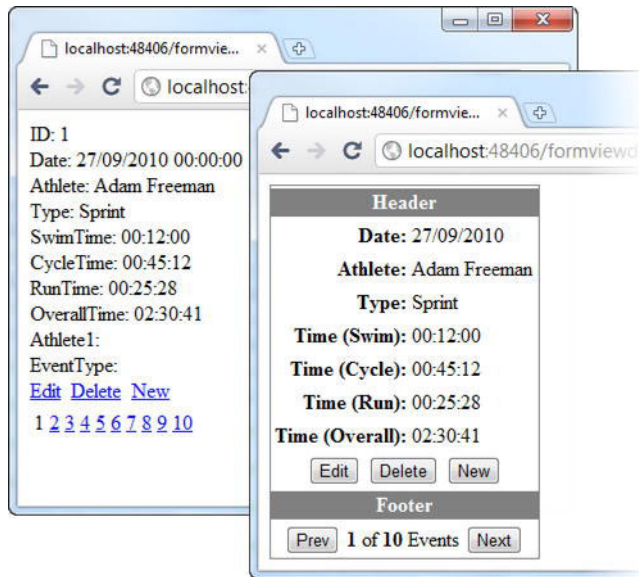 localhost:48406/formvie...
localhost:
ID: 1
Date: 27/09/2010 00:00:00
Athlete: Adam Freeman
Type: Sprint
SwimTime: 00:12:00
CycleTime: 00:45:12
RunTime: 00:25:28
OverallTime: 02:30:41
Athlete1:
EventType:
Edit Delete New
1 2 3 4 5 6 7 8 9 10
localhost:48406/formvie...
localhost:48406/formviewd
Header
Date: 27/09/2010
Athlete: Adam Freeman
Type: Sprint
Time (Swim): 00:12:00
Time (Cycle): 00:45:12
Time (Run): 00:25:28
Time (Overall): 02:30:41
Edit Delete New
Footer
Prev 1 of 10 Events Next